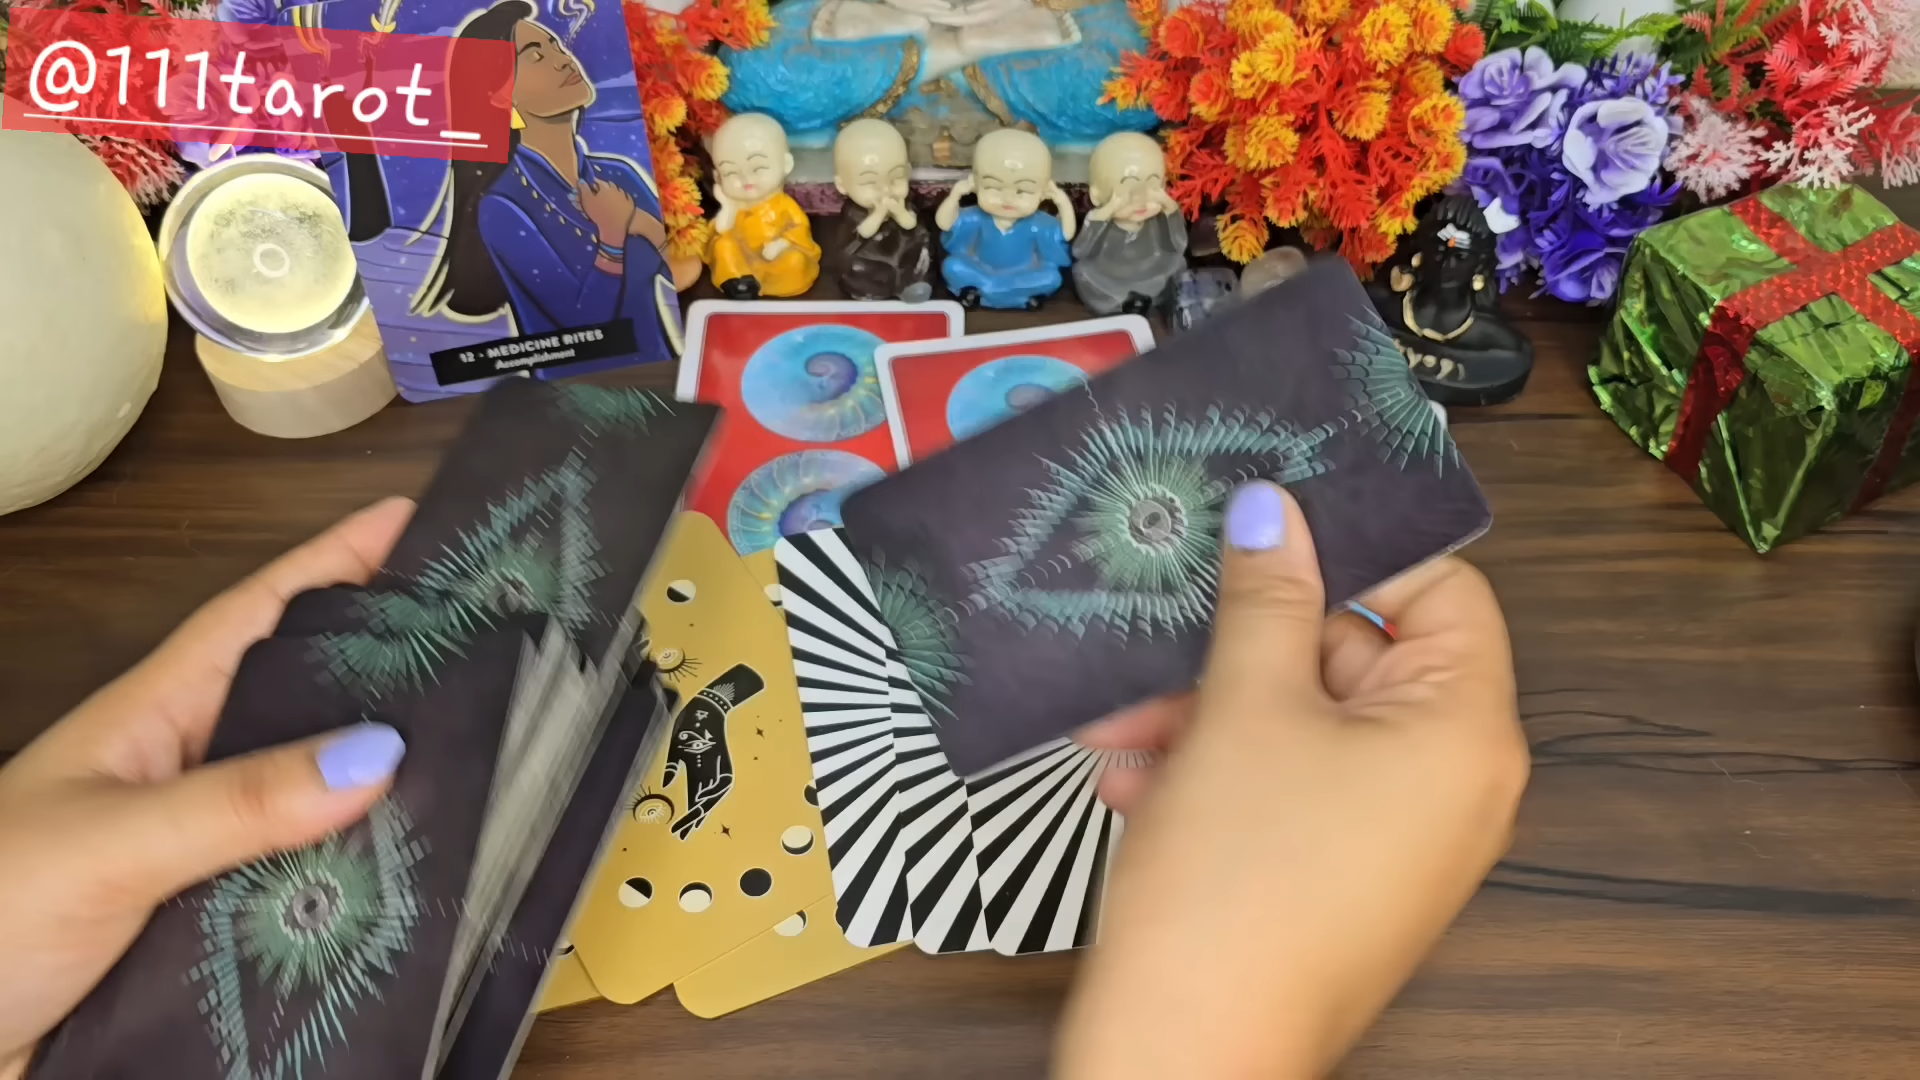 @111tarot_
12 • MEDICINE RITES
Accomplishment